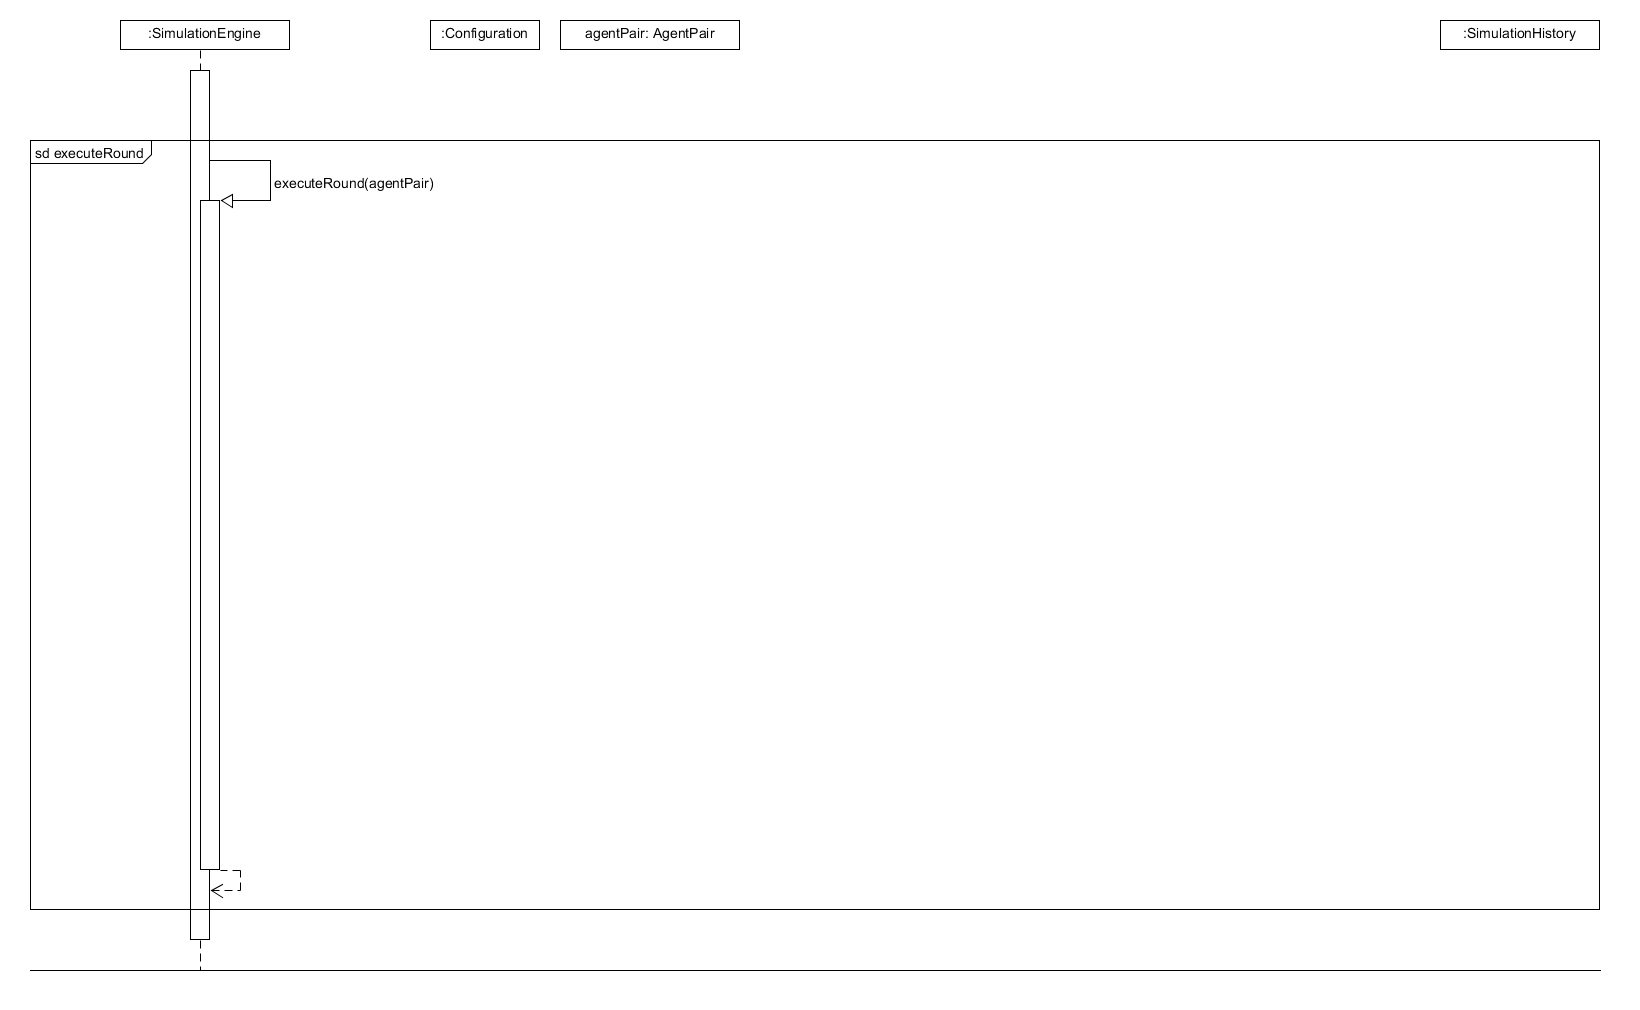 :SimulationEngine
:Configuration
agentPair: AgentPair
:SimulationHistory
sd executeRound
executeRound(agentPair)